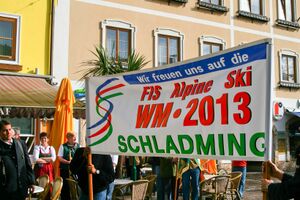 Wir freuen uns auf die
FIS Alpine Ski
WM • 2013
SCHLADMING